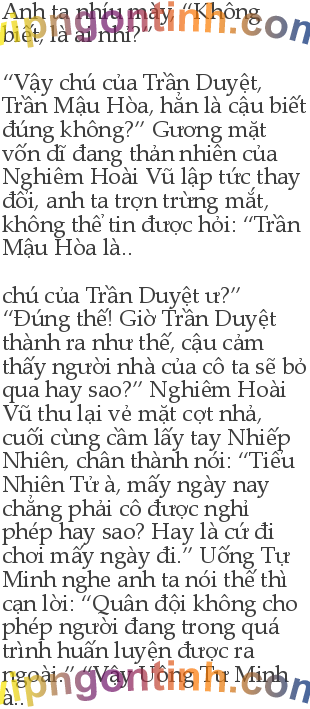 Anh ta nhíu mày, “Không
biết, là ai nhỉ?”
“Vậy chú của Trần Duyệt,
Trần Mậu Hòa, hẳn là cậu biết
đúng không?” Gương mặt
vốn dĩ đang thản nhiên của
Nghiêm Hoài Vũ lập tức thay
đổi, anh ta trợn trừng mắt,
không thể tin được hỏi: “Trần
Mậu Hòa là..
chú của Trần Duyệt ư?”
“Đúng thế! Giờ Trần Duyệt
thành ra như thế, cậu cảm
thấy người nhà của cô ta sẽ bỏ
qua hay sao?” Nghiêm Hoài
Vũ thu lại vẻ mặt cợt nhả,
cuối cùng cầm lấy tay Nhiếp
Nhiên, chân thành nói: “Tiểu
Nhiên Tử à, mấy ngày nay
chẳng phải cô được nghỉ
phép hay sao? Hay là cứ đi
chơi mấy ngày đi.” Uống Tự
Minh nghe anh ta nói thế thì
cạn lời: “Quân đội không cho
phép người đang trong quá
trình huấn luyện được ra
ngoài.” “Vậy Uông Tự Minh
à..